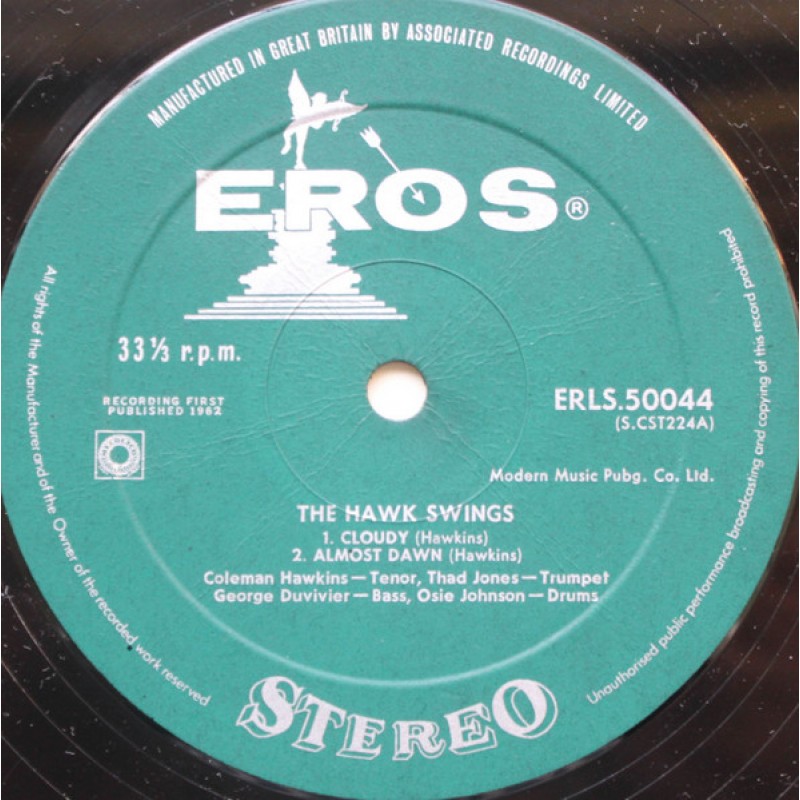 MANUFACTURED IN GREAT BRITAIN BY ASSOCIATED RECORDINGS LIMITED
EROS®
33⅓ r.p.m.
RECORDING FIRST
PUBLISHED 1962
ERLS.50044
(S.CST224A)
Modern Music Pubg. Co. Ltd.
THE HAWK SWINGS
1. CLOUDY (Hawkins)
2. ALMOST DAWN (Hawkins)
Coleman Hawkins—Tenor, Thad Jones—Trumpet
George Duvivier—Bass, Osie Johnson—Drums
STEREO
All rights of the Manufacturer and of the Owner of the recorded work reserved
Unauthorised public performance broadcasting and copying of this record prohibited